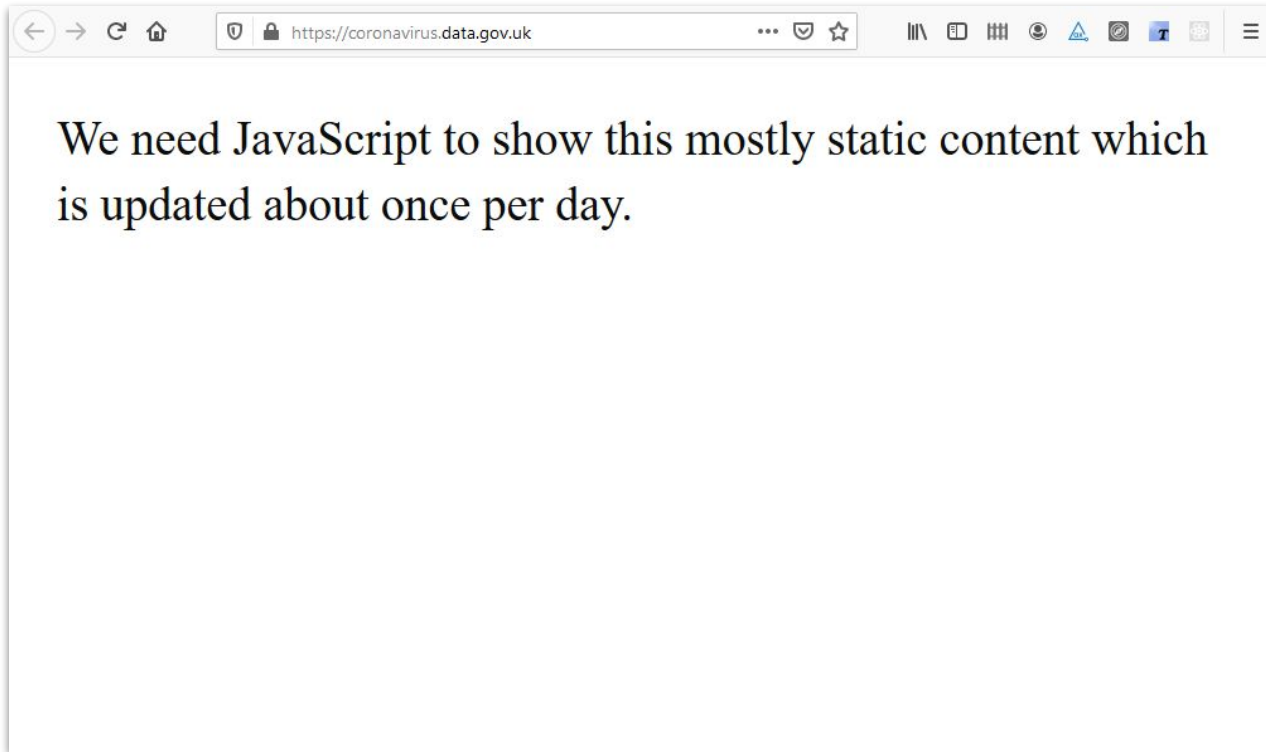 https://coronavirus.data.gov.uk
We need JavaScript to show this mostly static content which
is updated about once per day.